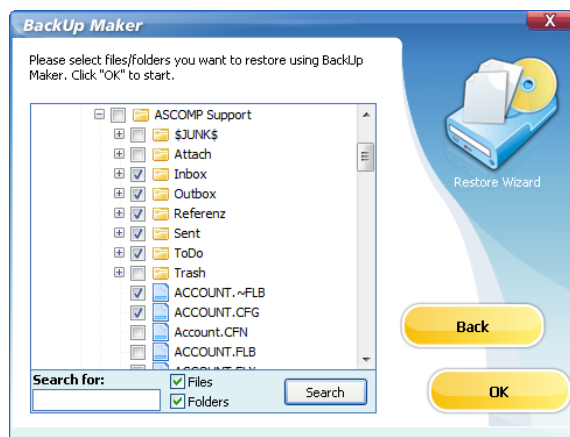 BackUp Maker
X
Please select files/folders you want to restore using BackUp
Maker. Click "OK" to start.
ASCOMP Support
$JUNK$
Attach
Inbox
Outbox
Referenz
Sent
ToDo
Trash
ACCOUNT.~FLB
ACCOUNT.CFG
Account.CFN
ACCOUNT.FLB
Search for:
Files
Folders
Search
Restore Wizard
Back
OK